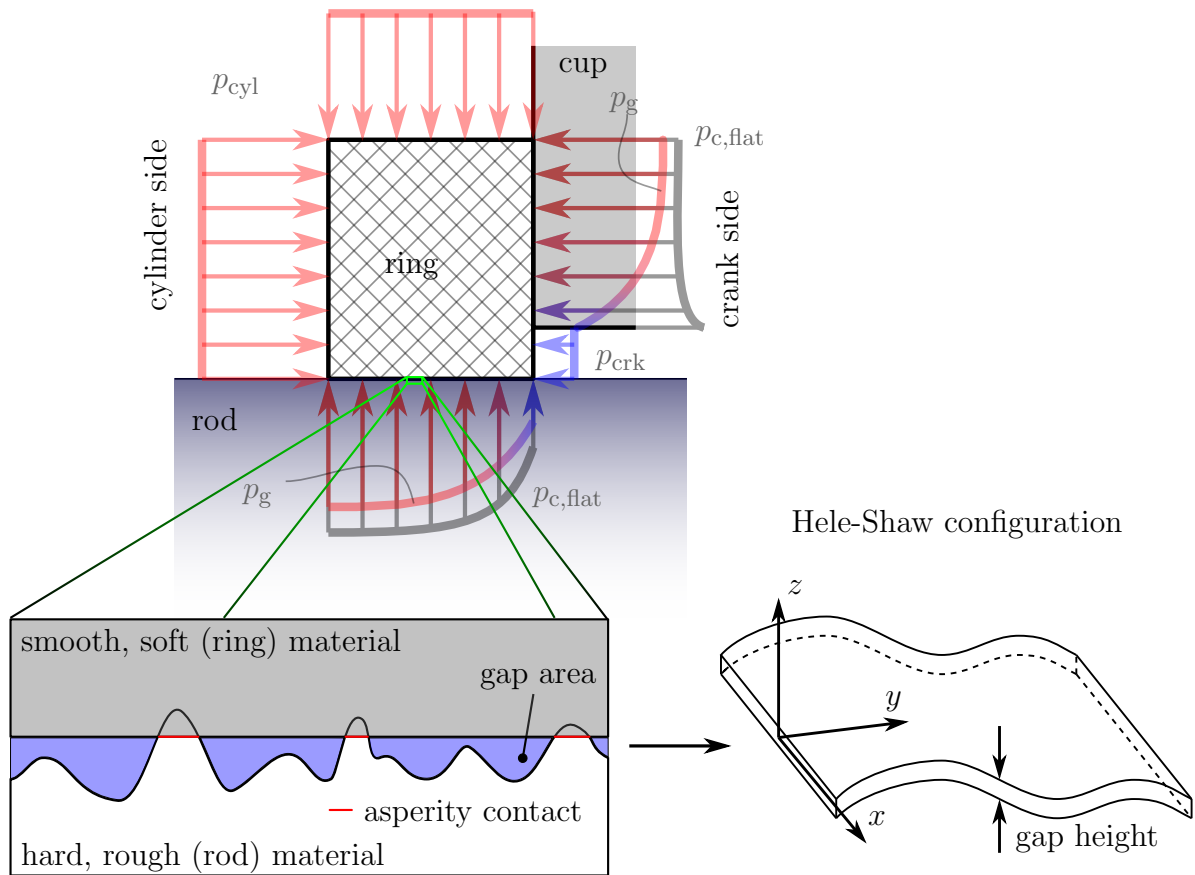 cup
p_cyl
p_g
p_c,flat
cylinder side
crank side
ring
p_crk
rod
p_g
p_c,flat
Hele-Shaw configuration
smooth, soft (ring) material
gap area
asperity contact
hard, rough (rod) material
z
y
x
gap height